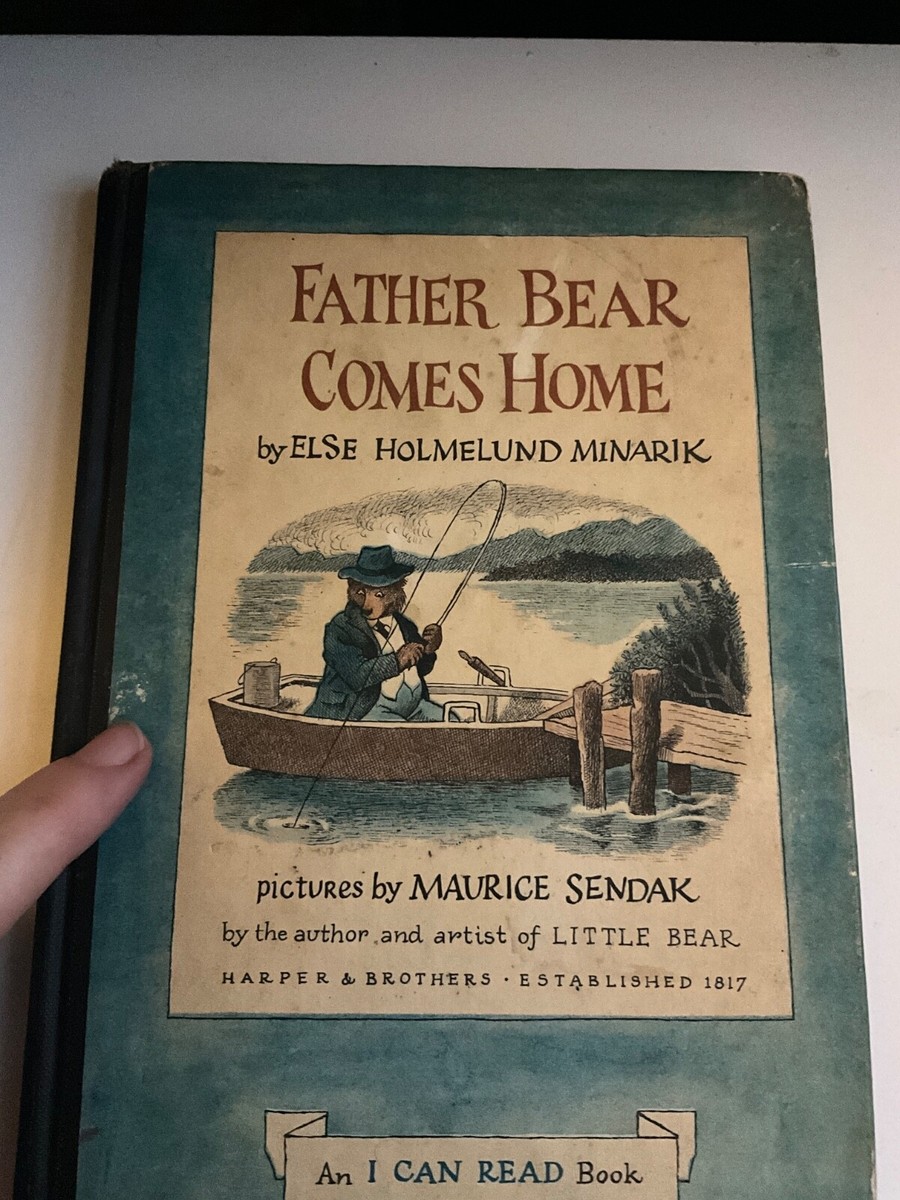 FATHER BEAR
COMES HOME
by ELSE HOLMELUND MINARIK
pictures by MAURICE SENDAK
by the author and artist of LITTLE BEAR
HARPER & BROTHERS · ESTABLISHED 1817
An I CAN READ Book